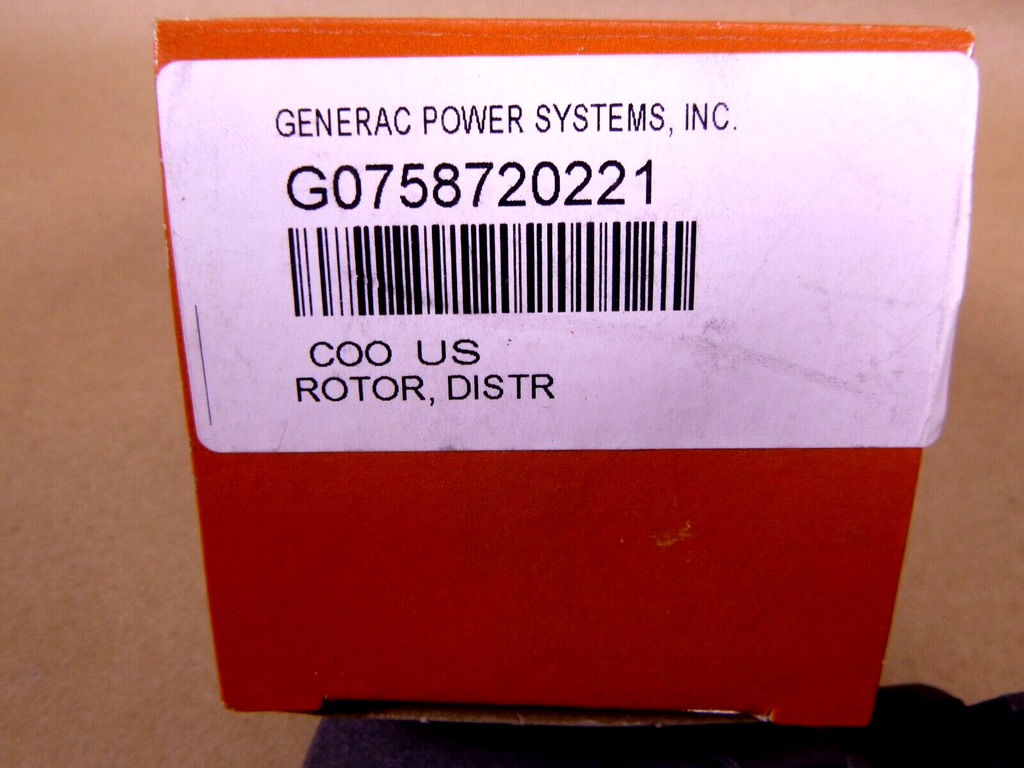 GENERAC POWER SYSTEMS, INC.
G0758720221
COO US
ROTOR, DISTR